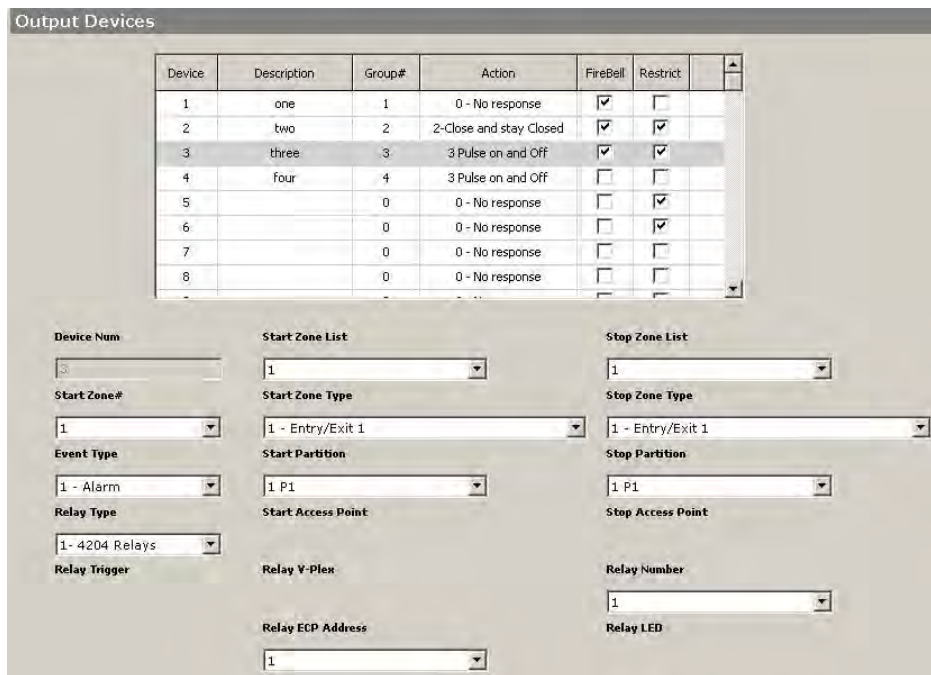 Output Devices
Device Description Group# Action FireBell Restrict
1 one 1 0 - No response
2 two 2 2-Close and stay Closed
3 three 3 3 Pulse on and Off
4 four 4 3 Pulse on and Off
5 0 0 - No response
6 0 0 - No response
7 0 0 - No response
8 0 0 - No response
Device Num Start Zone List Stop Zone List
3 1 1
Start Zone# Start Zone Type Stop Zone Type
1 1 - Entry/Exit 1 1 - Entry/Exit 1
Event Type Start Partition Stop Partition
1 - Alarm 1 P1 1 P1
Relay Type Start Access Point Stop Access Point
1- 4204 Relays
Relay Trigger Relay V-Plex Relay Number
1
Relay ECP Address Relay LED
1